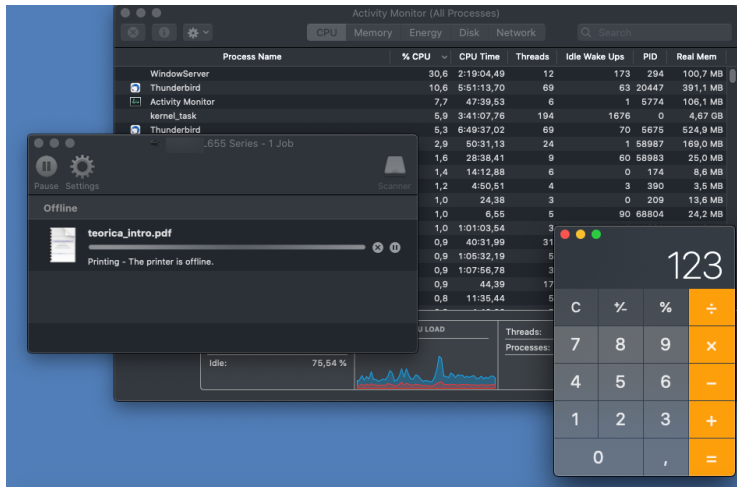 Activity Monitor (All Processes)
CPU Memory Energy Disk Network Search
Process Name % CPU CPU Time Threads Idle Wake Ups PID Real Mem
WindowServer 30,6 2:19:04,49 12 173 294 100,7 MB
Thunderbird 10,6 5:51:13,70 69 63 20447 391,1 MB
Activity Monitor 7,7 47:39,53 6 1 5774 106,1 MB
kernel_task 5,9 3:41:07,76 194 1676 0 4,67 GB
Thunderbird 5,3 6:49:37,02 69 70 5675 524,9 MB
2,9 50:31,13 24 1 58987 169,0 MB
1,6 28:38,41 9 60 58983 25,0 MB
1,4 14:12,88 6 0 174 8,6 MB
1,2 4:50,51 4 3 390 3,5 MB
1,0 24,38 3 0 209 13,6 MB
1,0 6,55 5 90 68804 24,2 MB
1,0 1:01:03,54
0,9 40:31,99 31
0,9 1:05:32,19
0,9 1:07:56,78
0,9 44,39 17
0,8 11:35,44
LOAD
Threads:
Processes:
Idle: 75,54 %
L655 Series - 1 Job
Pause Settings Scanner
Offline
teorica_intro.pdf
Printing - The printer is offline.
123
C +⁄- % ÷
7 8 9 ×
4 5 6 −
1 2 3 +
0 , =